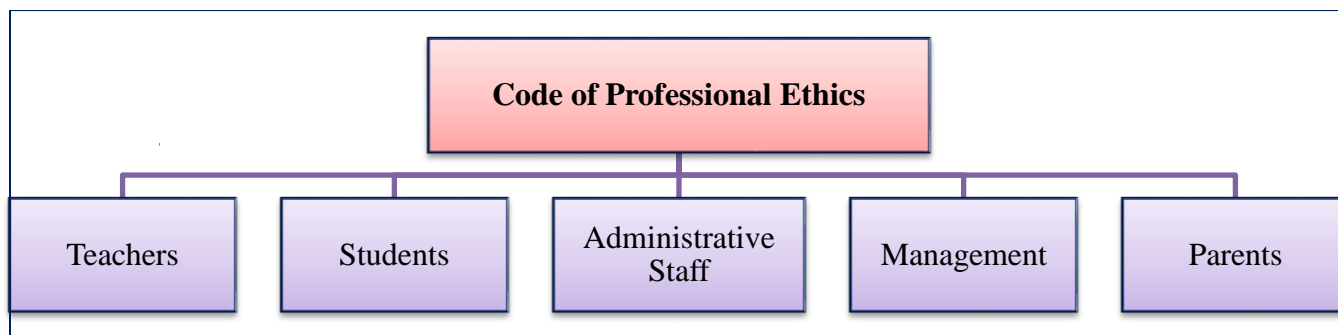 Code of Professional Ethics
Teachers
Students
Administrative
Staff
Management
Parents